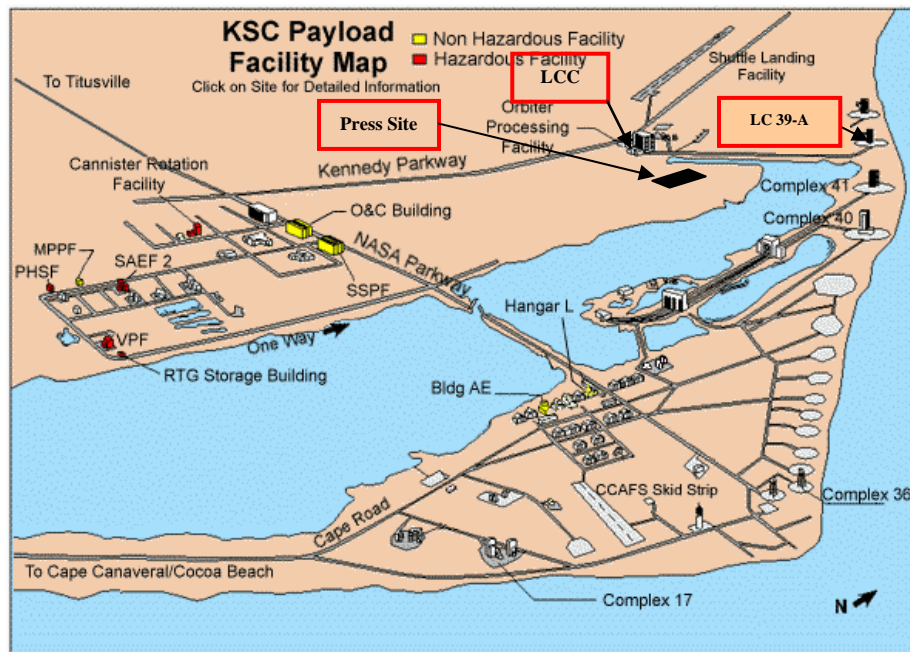 KSC Payload
Facility Map
Click on Site for Detailed Information
Non Hazardous Facility
Hazardous Facility
To Titusville
LCC
Shuttle Landing
Facility
Press Site
Orbiter
Processing
Facility
LC 39-A
Cannister Rotation
Facility
Kennedy Parkway
Complex 41
Complex 40
O&C Building
NASA Parkway
MPPF
PHSF
SAEF 2
SSPF
Hangar L
One Way
VPF
RTG Storage Building
Bldg AE
CCAFS Skid Strip
Complex 36
Cape Road
To Cape Canaveral/Cocoa Beach
Complex 17
N